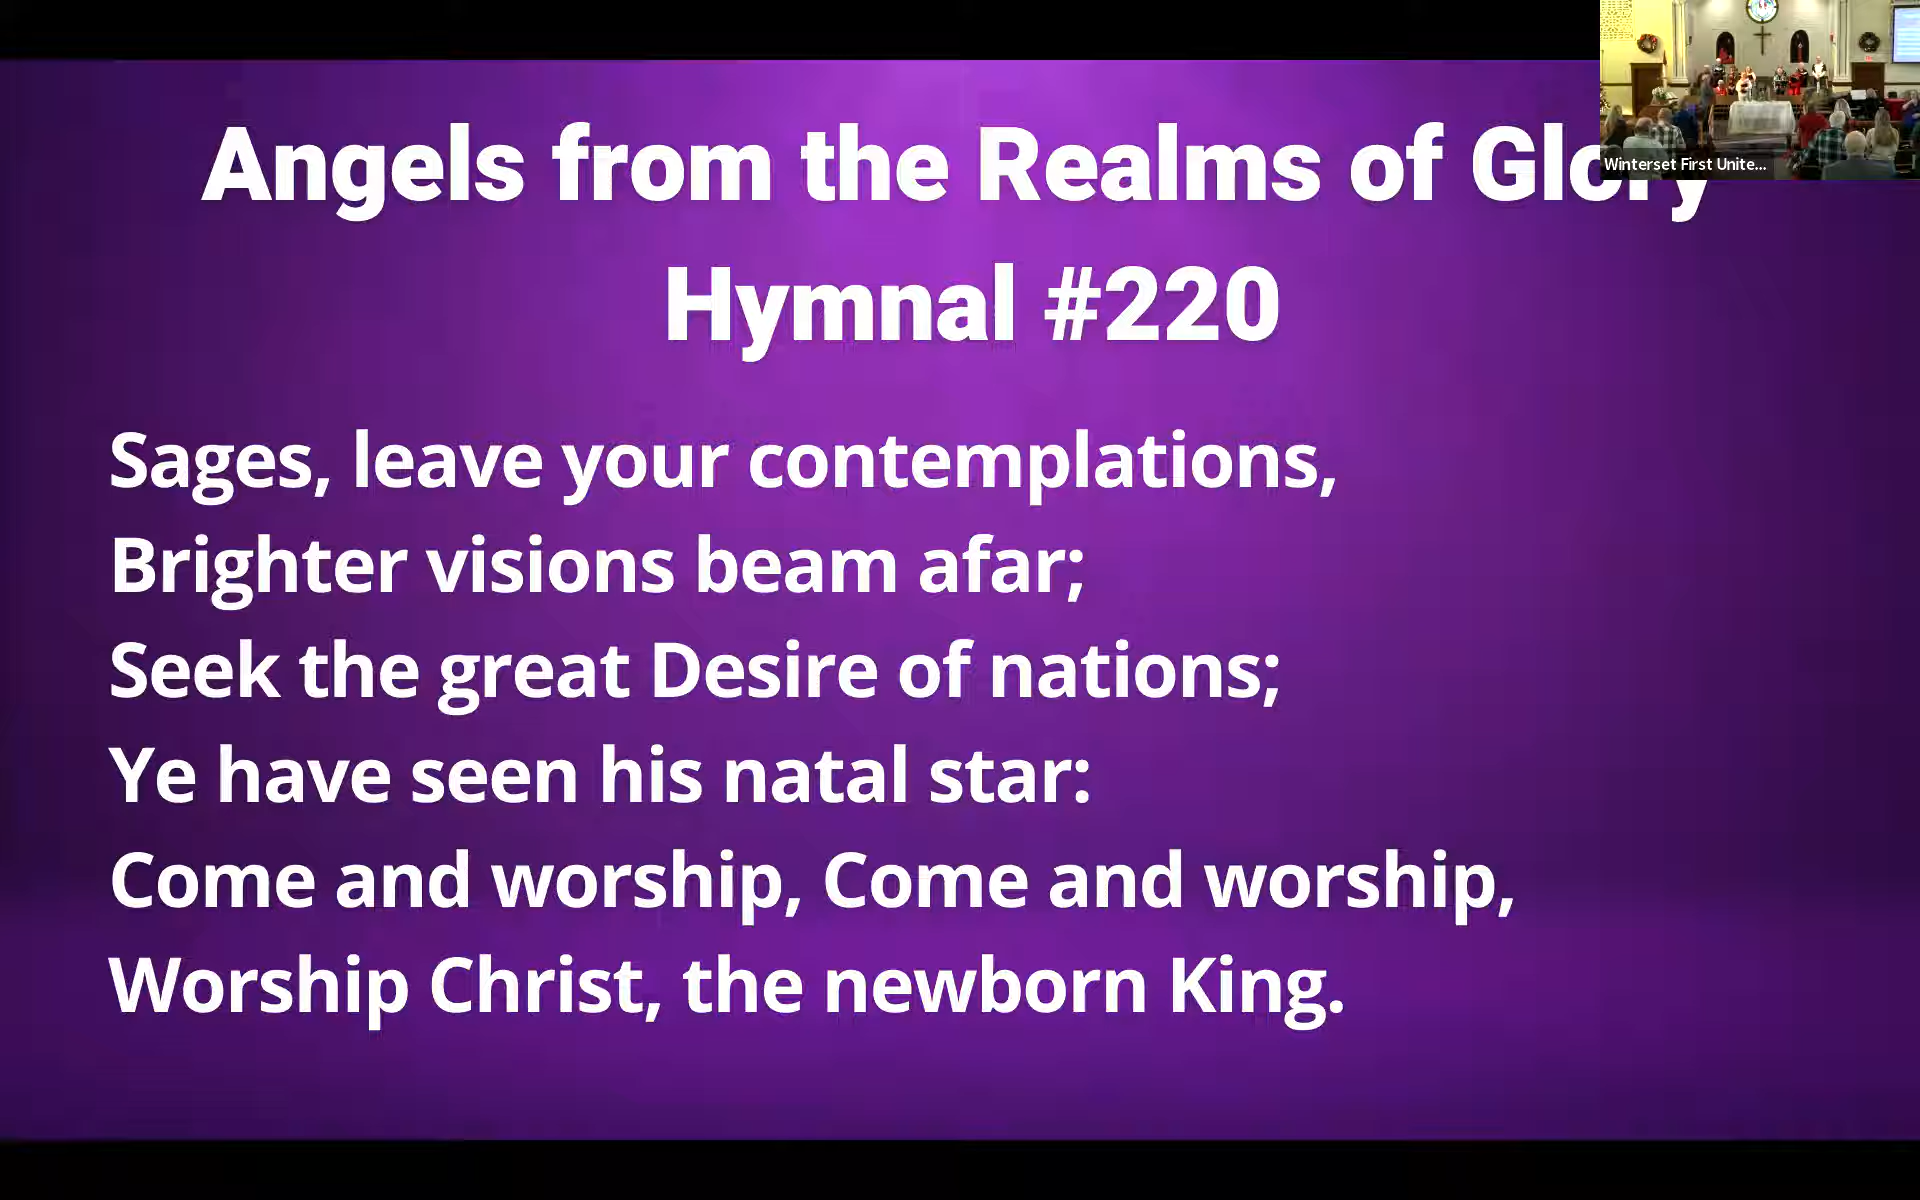 Angels from the Realms of Glory
Hymnal #220
Winterset First Unite...
Sages, leave your contemplations,
Brighter visions beam afar;
Seek the great Desire of nations;
Ye have seen his natal star:
Come and worship, Come and worship,
Worship Christ, the newborn King.